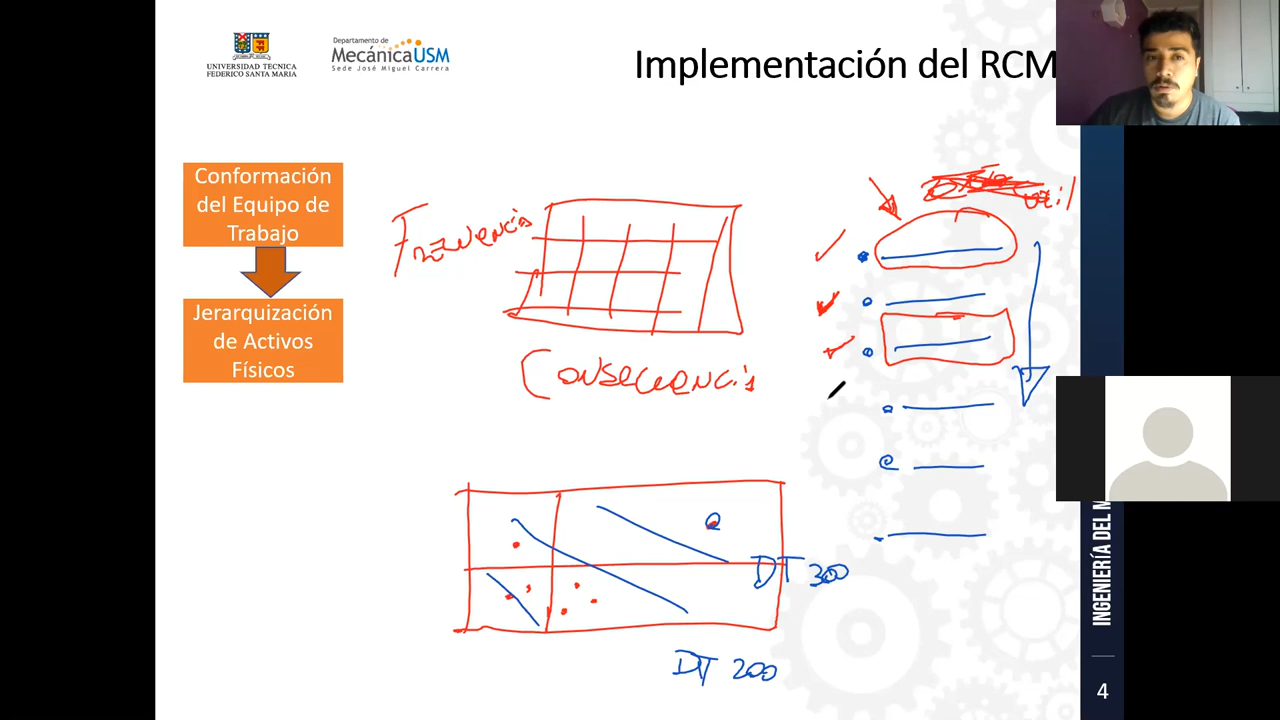 UNIVERSIDAD TECNICA
FEDERICO SANTA MARIA
Departamento de
MecánicaUSM
Sede José Miguel Carrera
Implementación del RCM
Conformación
del Equipo de
Trabajo
Jerarquización
de Activos
Físicos
Frecuencia
Consecuencia
DT 300
DT 200
INGENIERÍA DEL M
4